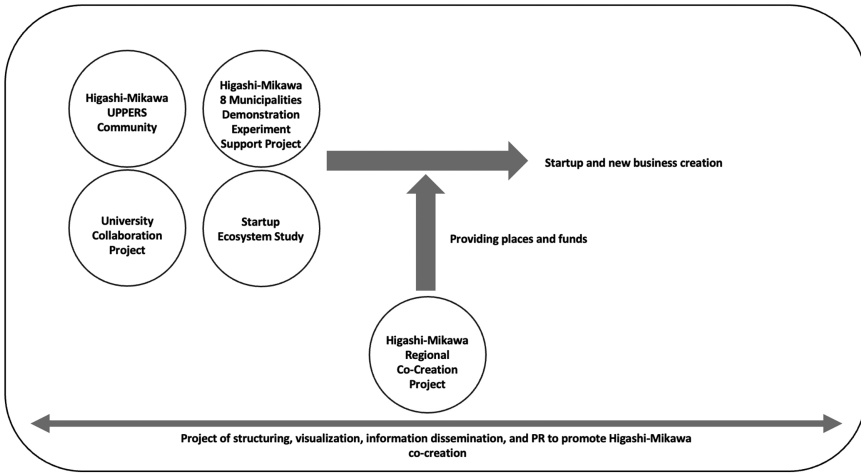 Higashi-Mikawa
UPPERS
Community
Higashi-Mikawa
8 Municipalities
Demonstration
Experiment
Support Project
University
Collaboration
Project
Startup
Ecosystem Study
Startup and new business creation
Providing places and funds
Higashi-Mikawa
Regional
Co-Creation
Project
Project of structuring, visualization, information dissemination, and PR to promote Higashi-Mikawa
co-creation